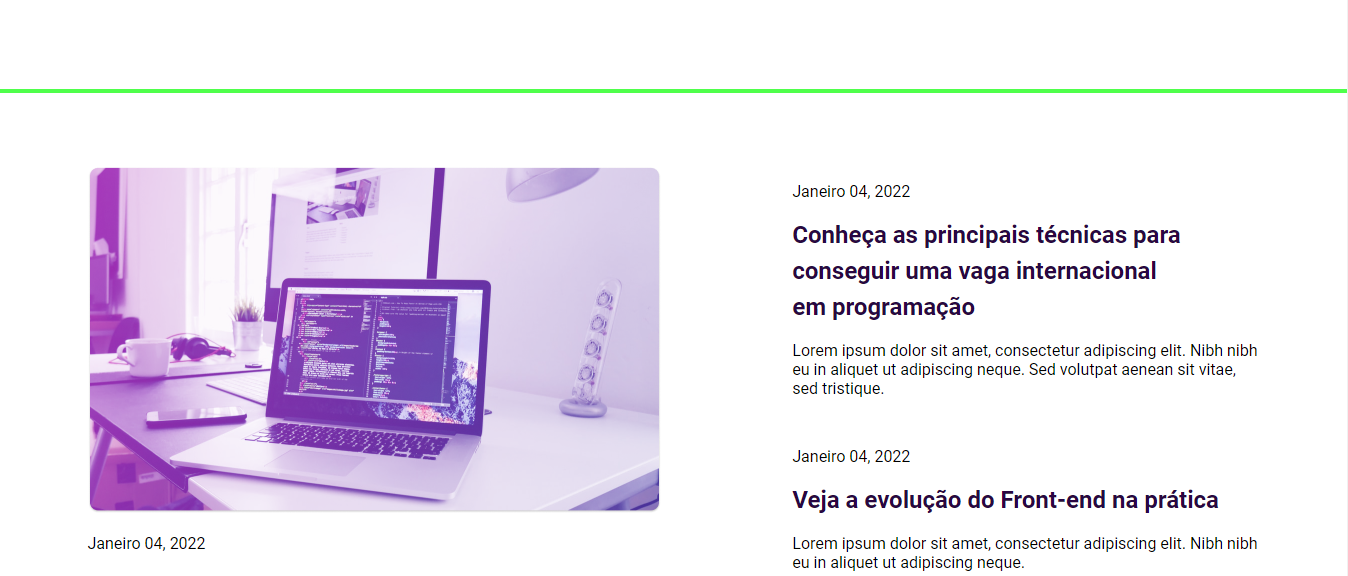 Janeiro 04, 2022
Janeiro 04, 2022
Conheça as principais técnicas para
conseguir uma vaga internacional
em programação
Lorem ipsum dolor sit amet, consectetur adipiscing elit. Nibh nibh
eu in aliquet ut adipiscing neque. Sed volutpat aenean sit vitae,
sed tristique.
Janeiro 04, 2022
Veja a evolução do Front-end na prática
Lorem ipsum dolor sit amet, consectetur adipiscing elit. Nibh nibh
eu in aliquet ut adipiscing neque.